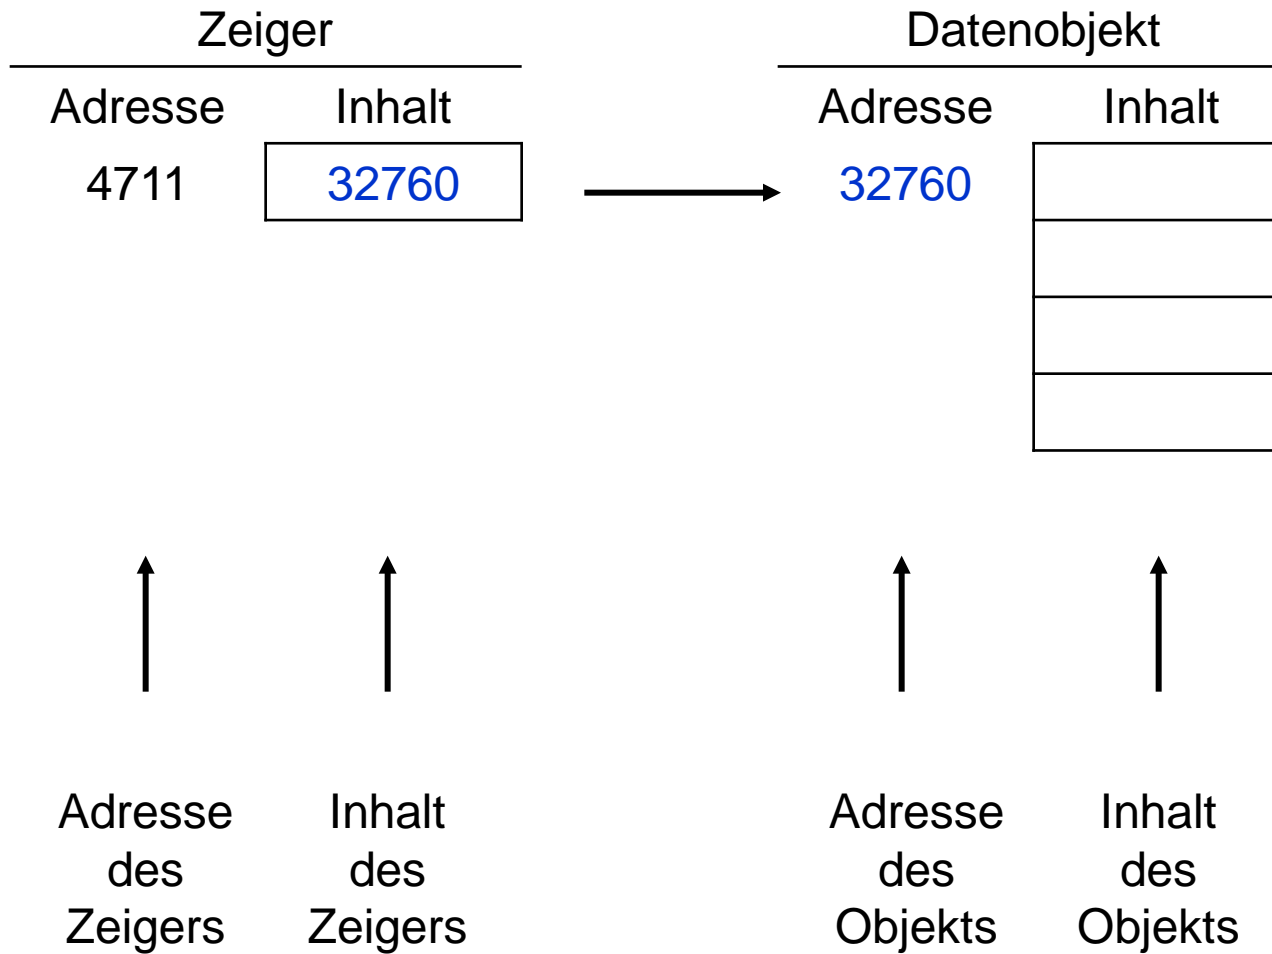 Zeiger Datenobjekt
Adresse Inhalt Adresse Inhalt
4711 32760 32760
Adresse Inhalt Adresse Inhalt
des des des des
Zeigers Zeigers Objekts Objekts